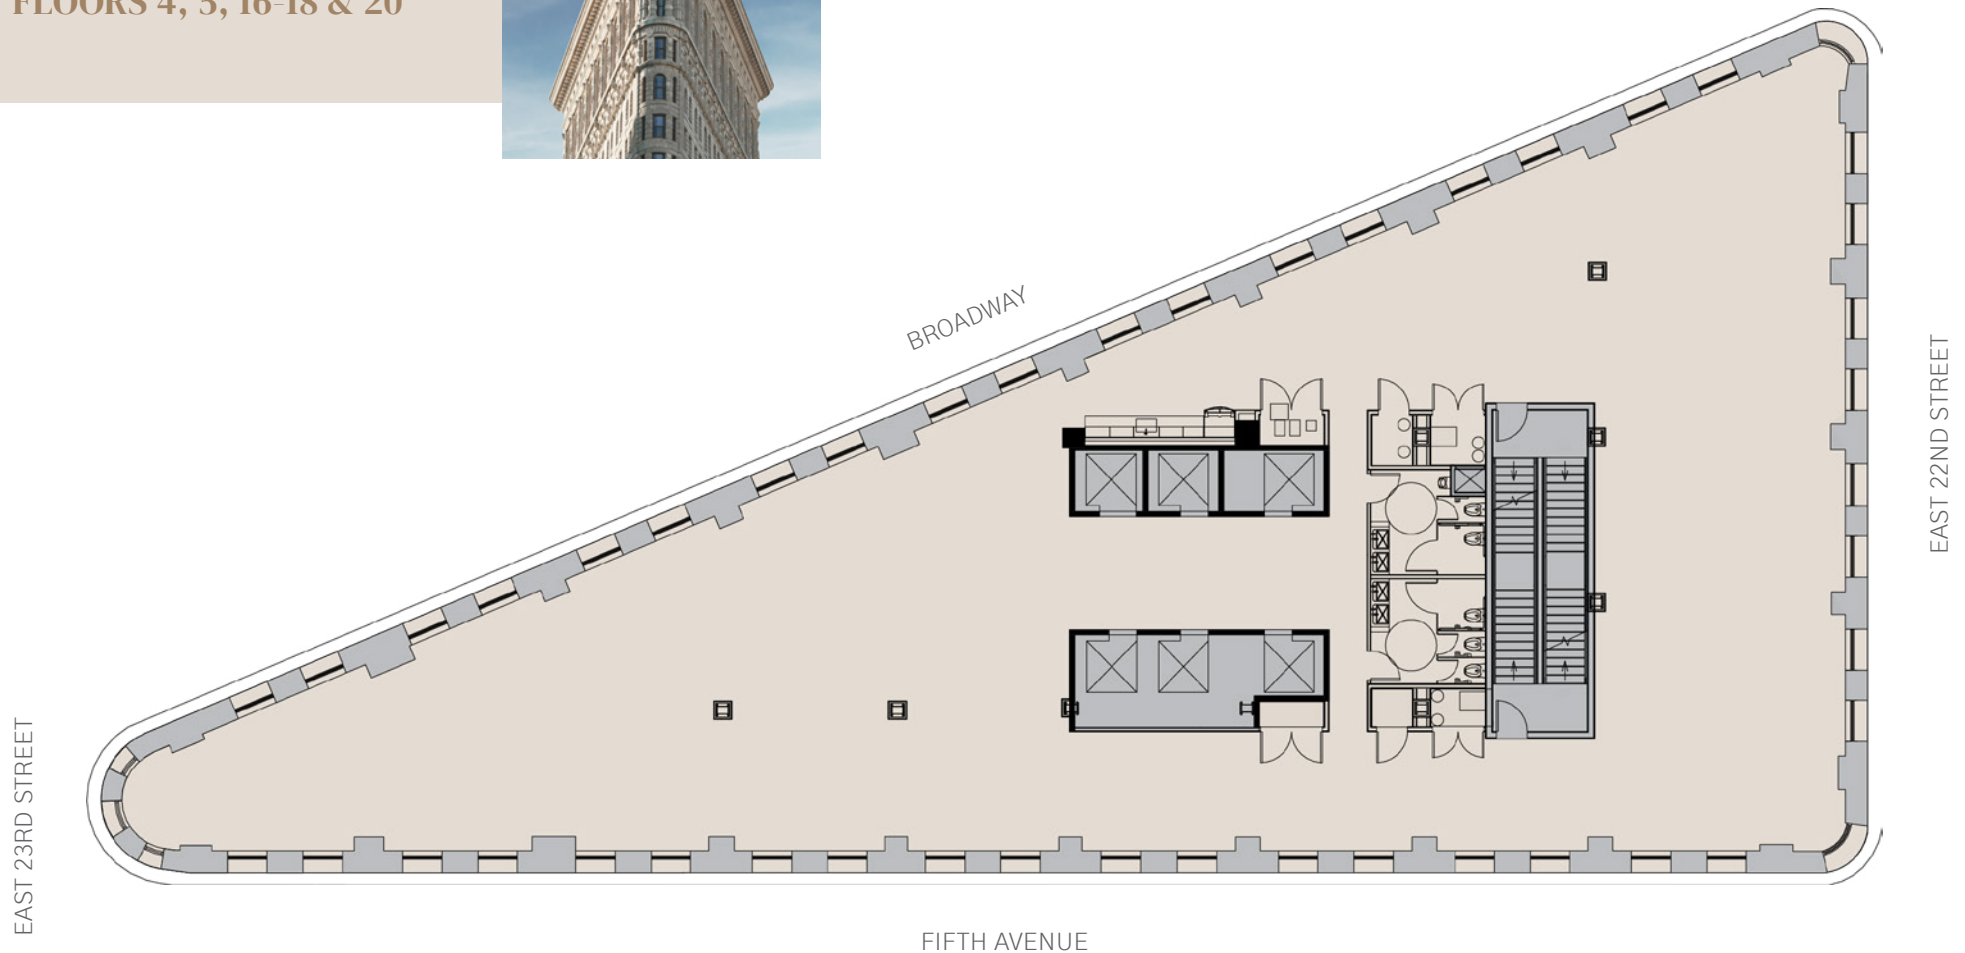 FLOORS 4, 5, 16-18 & 20
BROADWAY
EAST 22ND STREET
EAST 23RD STREET
FIFTH AVENUE